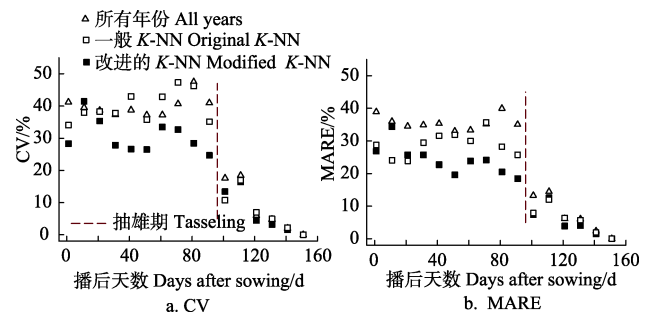 △ 所有年份 All years
□ 一般 K-NN Original K-NN
■ 改进的 K-NN Modified K-NN
CV/%
50
40
30
20
10
0
抽雄期 Tasseling
0 40 80 120 160
播后天数 Days after sowing/d
a. CV
MARE/%
50
40
30
20
10
0
0 40 80 120 160
播后天数 Days after sowing/d
b. MARE